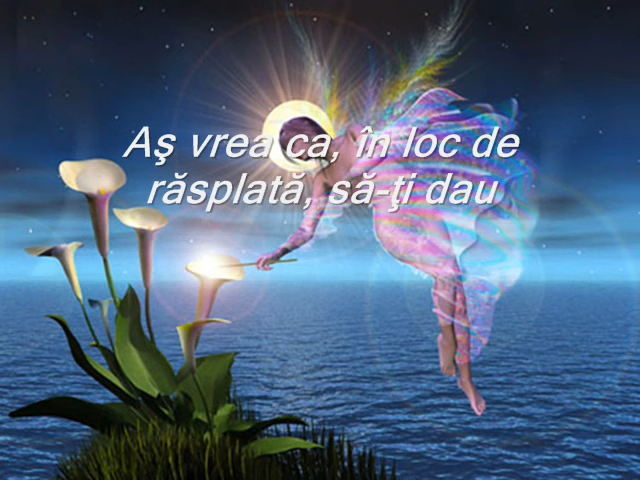 Aş vrea ca, în loc de
răsplată, să-ţi dau